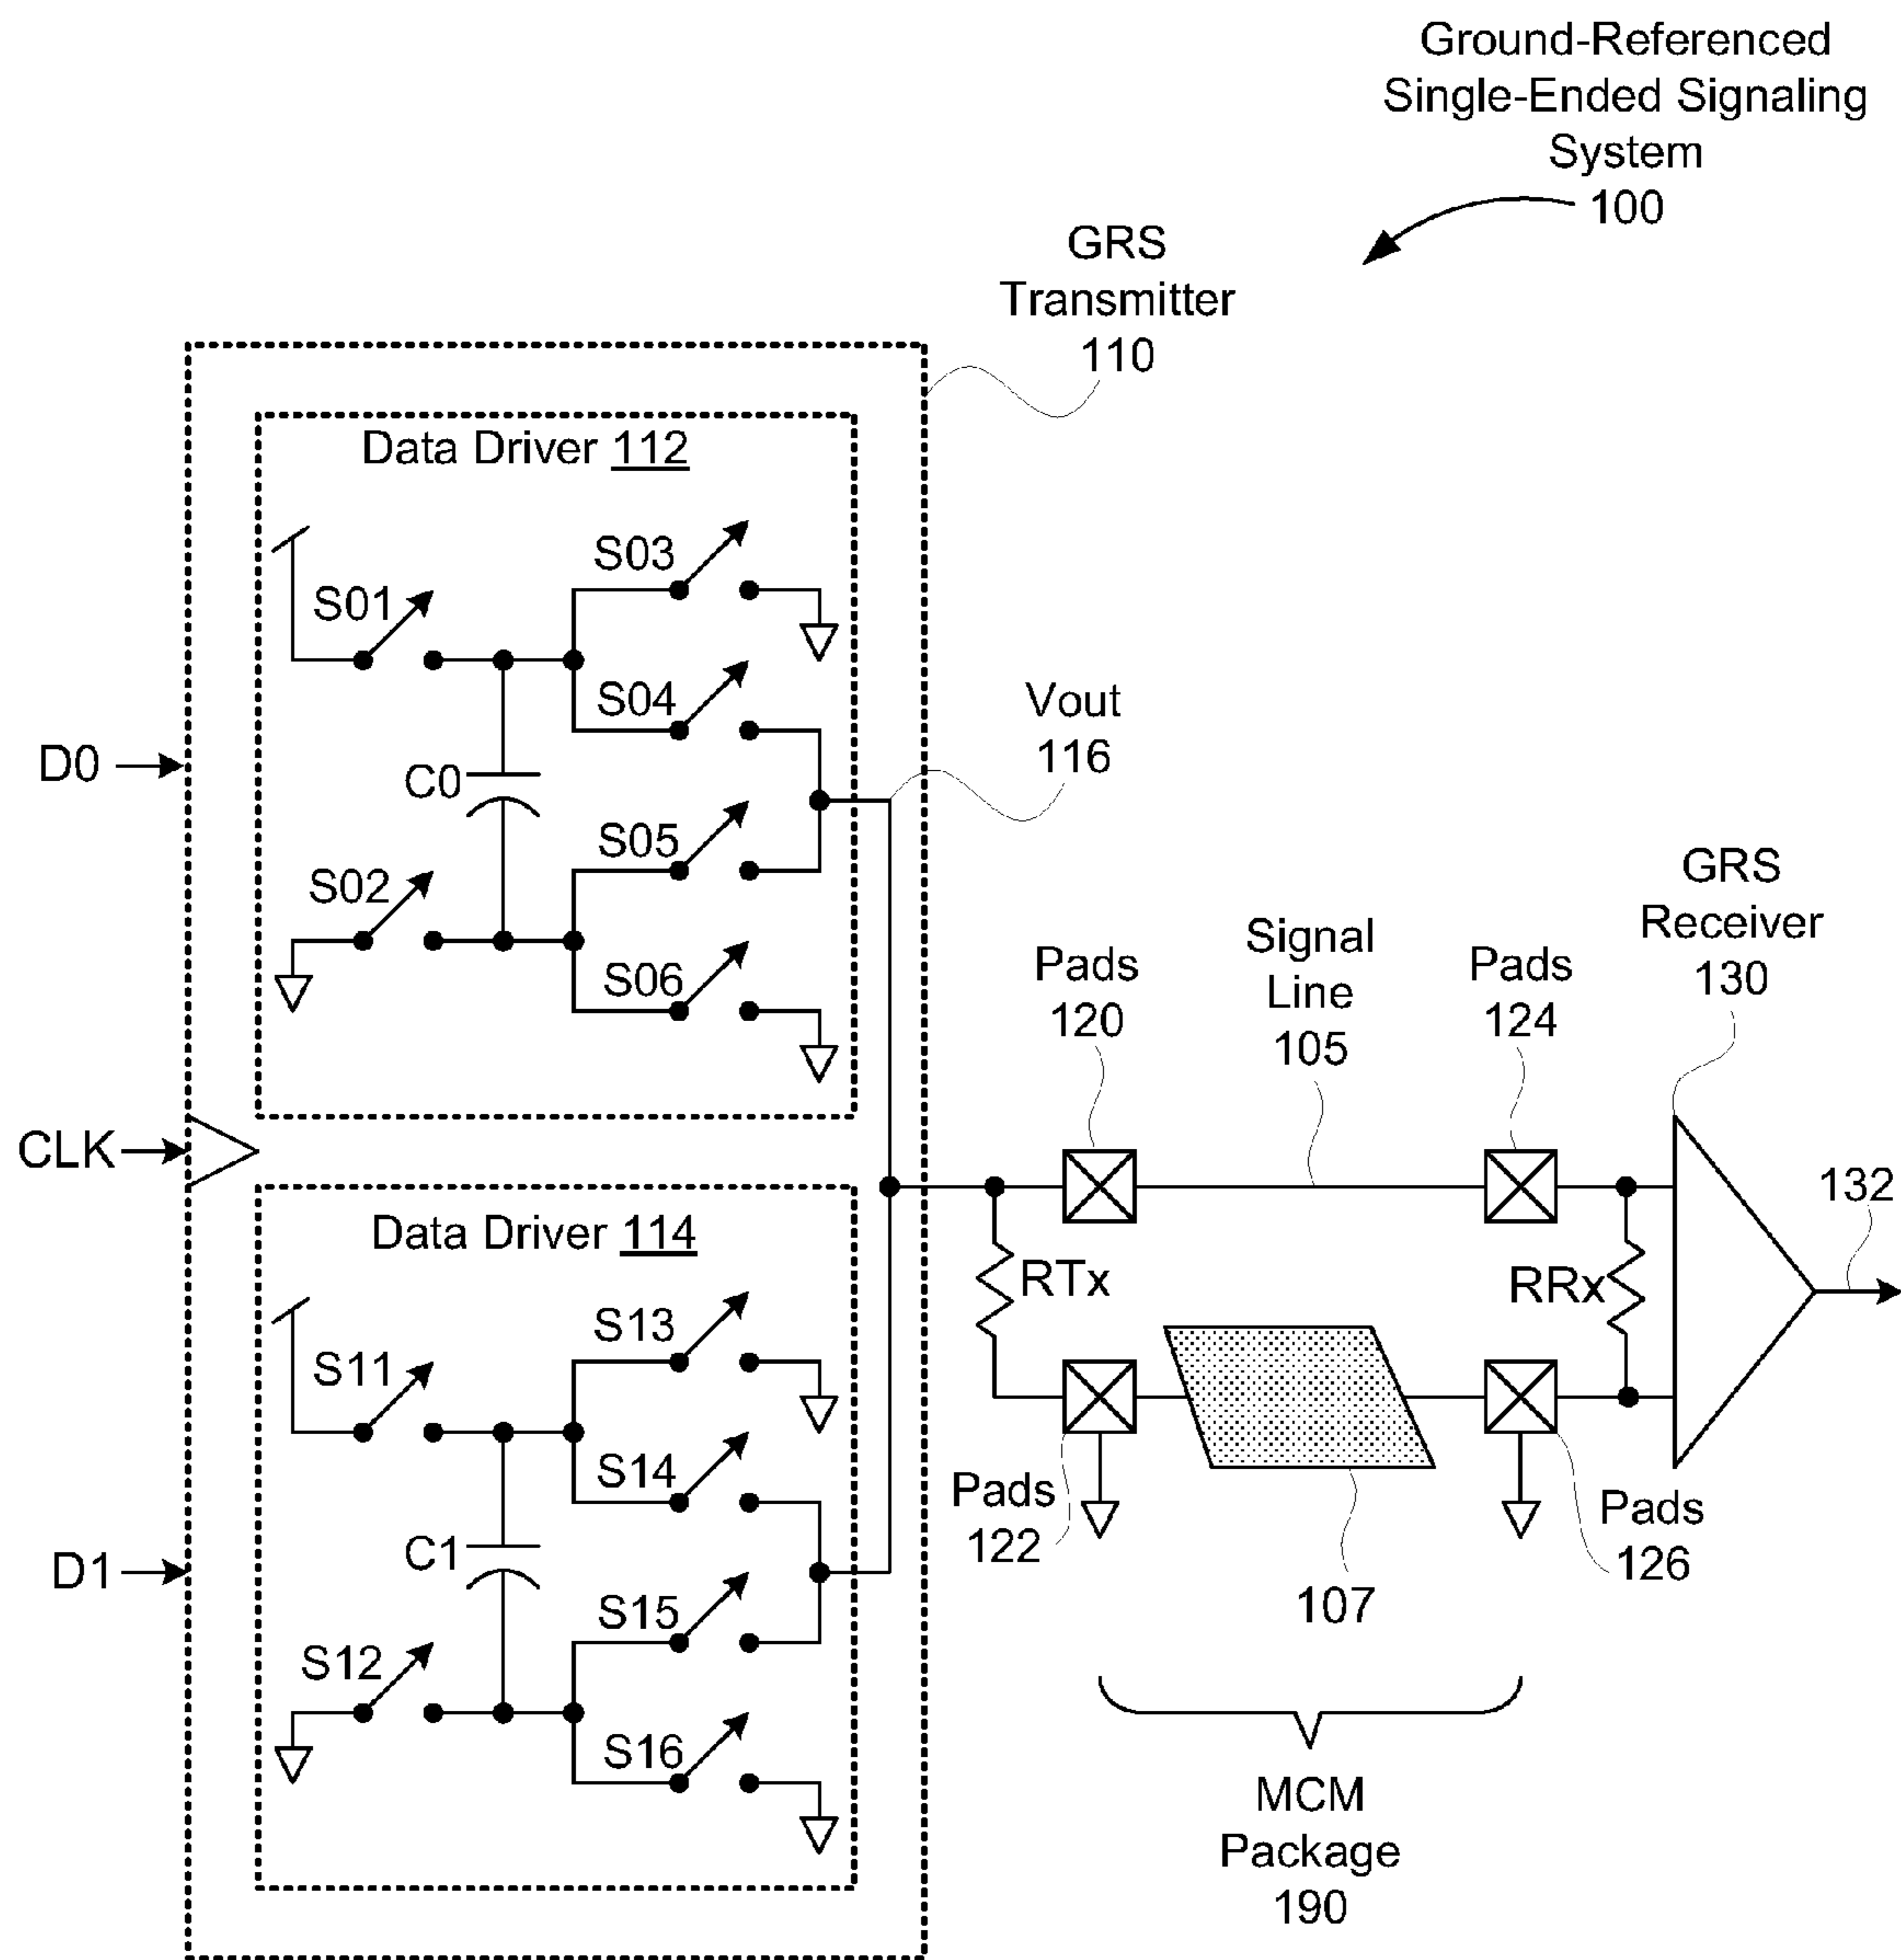 Ground-Referenced
Single-Ended Signaling
System
100
GRS
Transmitter
110
Data Driver 112
S01
S03
S04
C0
S05
S02
S06
D0
Vout
116
CLK
Data Driver 114
S11
S13
S14
C1
S15
S12
S16
D1
Pads
120
Signal
Line
105
Pads
124
GRS
Receiver
130
132
RTx
RRx
Pads
122
107
Pads
126
MCM
Package
190